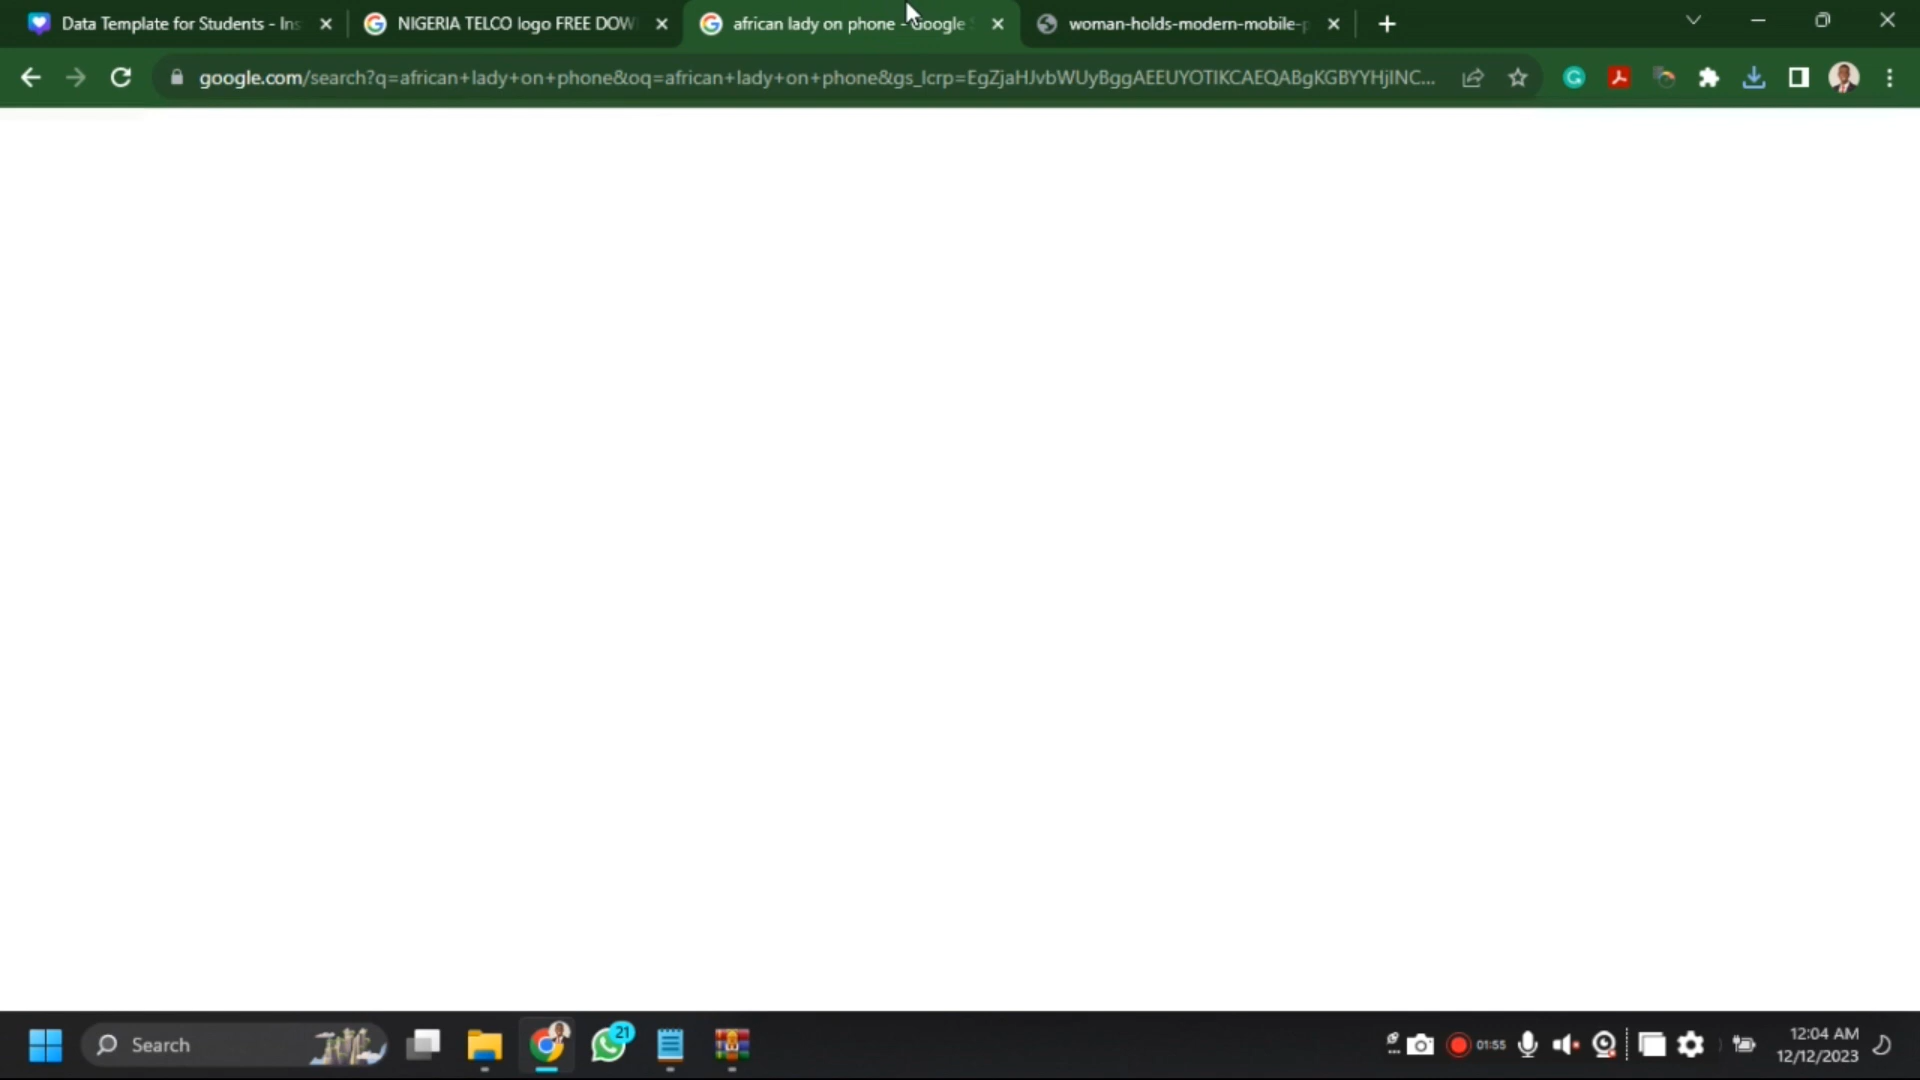 Data Template for Students - Ins
NIGERIA TELCO logo FREE DOW
african lady on phone - Google S
woman-holds-modern-mobile-p
google.com/search?q=african+lady+on+phone&oq=african+lady+on+phone&gs_lcrp=EgZjaHJvbWUyBggAEEUYOTIKCAEQABgKGBYYHjINC...
Search
21
01:55
12:04 AM
12/12/2023